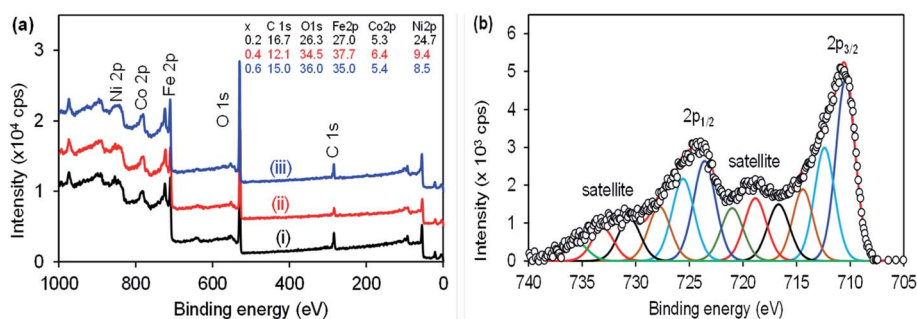 (a)
x C 1s O1s Fe2p Co2p Ni2p
0.2 16.7 26.3 27.0 5.3 24.7
0.4 12.1 34.5 37.7 6.4 9.4
0.6 15.0 36.0 35.0 5.4 8.5
Ni 2p
Co 2p
Fe 2p
O 1s
C 1s
(iii)
(ii)
(i)
Intensity (x10⁴ cps)
3
2
1
0
1000 800 600 400 200 0
Binding energy (eV)
(b)
2p3/2
2p1/2
satellite
satellite
Intensity (x 10³ cps)
6
5
4
3
2
1
0
740 735 730 725 720 715 710 705
Binding energy (eV)